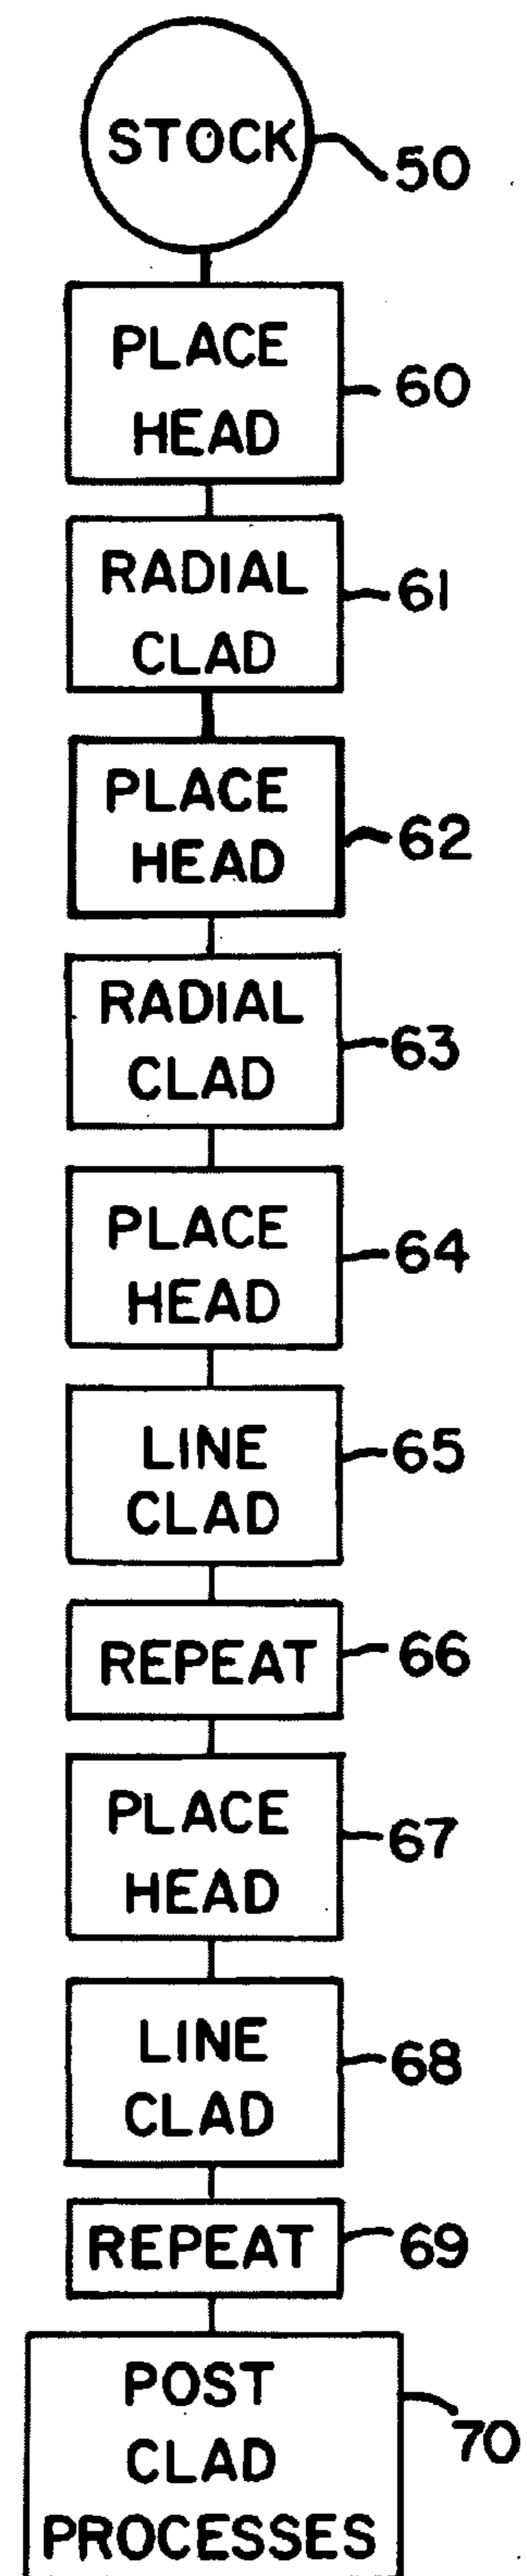 STOCK
50
PLACE
HEAD
60
RADIAL
CLAD
61
PLACE
HEAD
62
RADIAL
CLAD
63
PLACE
HEAD
64
LINE
CLAD
65
REPEAT
66
PLACE
HEAD
67
LINE
CLAD
68
REPEAT
69
POST
CLAD
PROCESSES
70